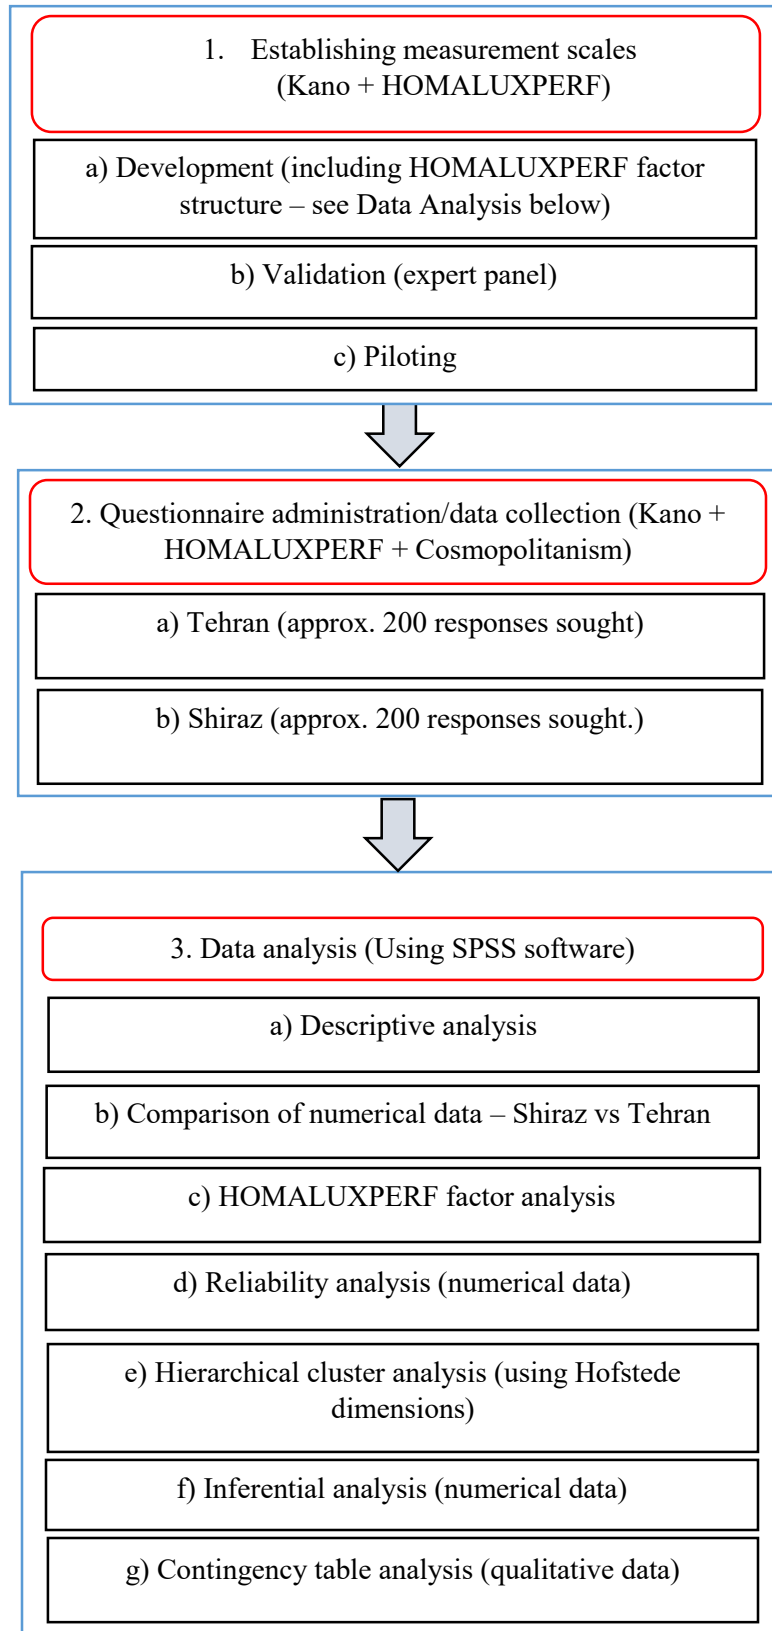 1. Establishing measurement scales
(Kano + HOMALUXPERF)
a) Development (including HOMALUXPERF factor
structure – see Data Analysis below)
b) Validation (expert panel)
c) Piloting
2. Questionnaire administration/data collection (Kano +
HOMALUXPERF + Cosmopolitanism)
a) Tehran (approx. 200 responses sought)
b) Shiraz (approx. 200 responses sought.)
3. Data analysis (Using SPSS software)
a) Descriptive analysis
b) Comparison of numerical data – Shiraz vs Tehran
c) HOMALUXPERF factor analysis
d) Reliability analysis (numerical data)
e) Hierarchical cluster analysis (using Hofstede
dimensions)
f) Inferential analysis (numerical data)
g) Contingency table analysis (qualitative data)